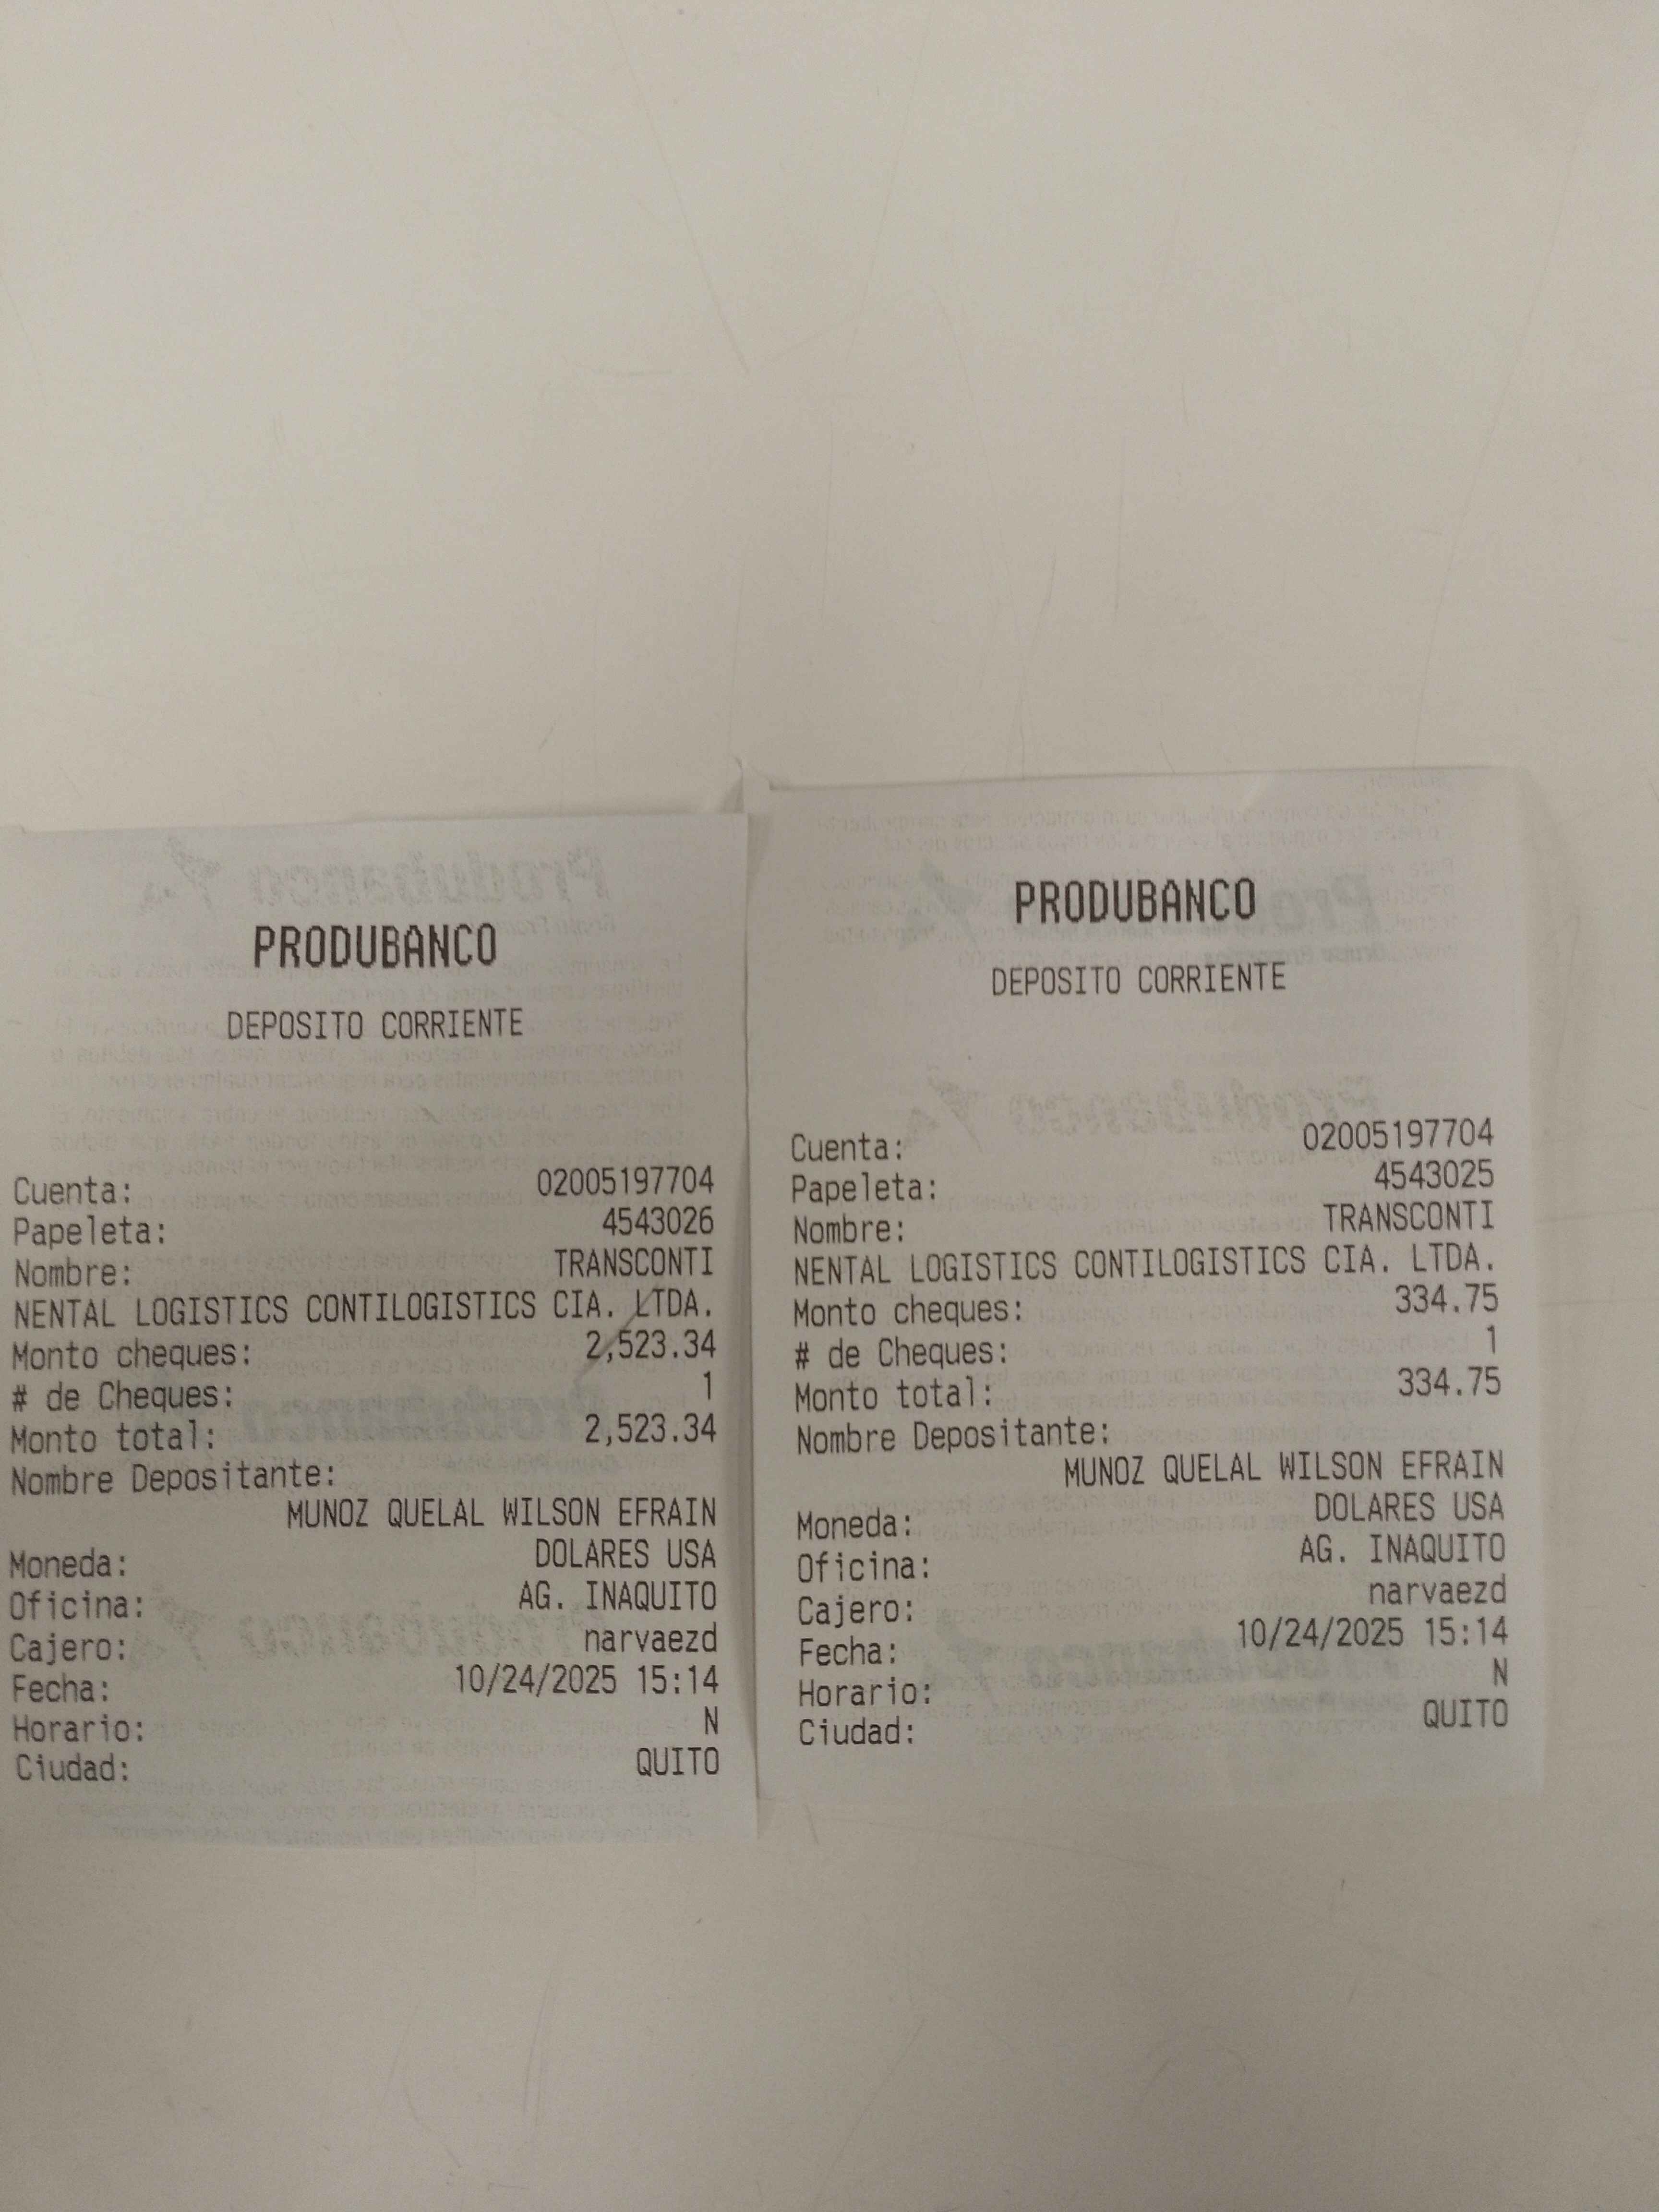 PRODUBANCO
DEPOSITO CORRIENTE
Cuenta: 02005197704
Papeleta: 4543026
Nombre: TRANSCONTI
NENTAL LOGISTICS CONTILOGISTICS CIA. LTDA.
Monto cheques: 2,523.34
# de Cheques: 1
Monto total: 2,523.34
Nombre Depositante:
MUNOZ QUELAL WILSON EFRAIN
Moneda: DOLARES USA
Oficina: AG. INAQUITO
Cajero: narvaezd
Fecha: 10/24/2025 15:14
Horario: N
Ciudad: QUITO
PRODUBANCO
DEPOSITO CORRIENTE
Cuenta: 02005197704
Papeleta: 4543025
Nombre: TRANSCONTI
NENTAL LOGISTICS CONTILOGISTICS CIA. LTDA.
Monto cheques: 334.75
# de Cheques: 1
Monto total: 334.75
Nombre Depositante:
MUNOZ QUELAL WILSON EFRAIN
Moneda: DOLARES USA
Oficina: AG. INAQUITO
Cajero: narvaezd
Fecha: 10/24/2025 15:14
Horario: N
Ciudad: QUITO